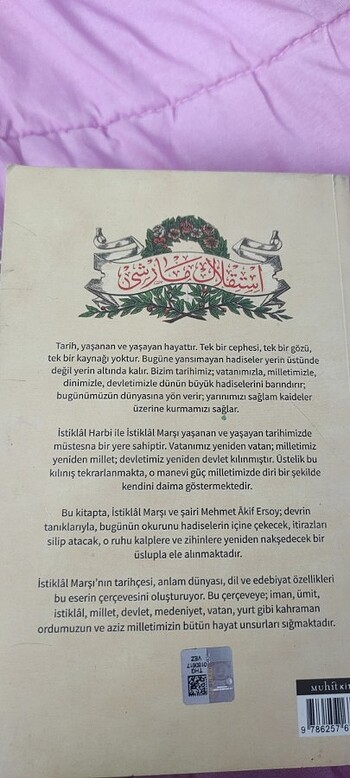 استقلال مارشى
Tarih, yaşanan ve yaşayan hayattır. Tek bir cephesi, tek bir gözü,
tek bir kaynağı yoktur. Bugüne yansımayan hadiseler yerin üstünde
değil yerin altında kalır. Bizim tarihimiz; vatanımızla, milletimizle,
dinimizle, devletimizle dünün büyük hadiselerini barındırır;
bugünümüzün dünyasına yön verir; yarınımızı sağlam kaideler
üzerine kurmamızı sağlar.
İstiklâl Harbi ile İstiklâl Marşı yaşanan ve yaşayan tarihimizde
müstesna bir yere sahiptir. Vatanımız yeniden vatan; milletimiz
yeniden millet; devletimiz yeniden devlet kılınmıştır. Üstelik bu
kılınış tekrarlanmakta, o manevi güç milletimizde diri bir şekilde
kendini daima göstermektedir.
Bu kitapta, İstiklâl Marşı ve şairi Mehmet Âkif Ersoy; devrin
tanıklarıyla, bugünün okurunu hadiselerin içine çekecek, itirazları
silip atacak, o ruhu kalplere ve zihinlere yeniden nakşedecek bir
üslupla ele alınmaktadır.
İstiklâl Marşı'nın tarihçesi, anlam dünyası, dil ve edebiyat özellikleri
bu eserin çerçevesini oluşturuyor. Bu çerçeveye; iman, ümit,
istiklâl, millet, devlet, medeniyet, vatan, yurt gibi kahraman
ordumuzun ve aziz milletimizin bütün hayat unsurları sığmaktadır.
THG
VEZ
Muhit
9 786257 6